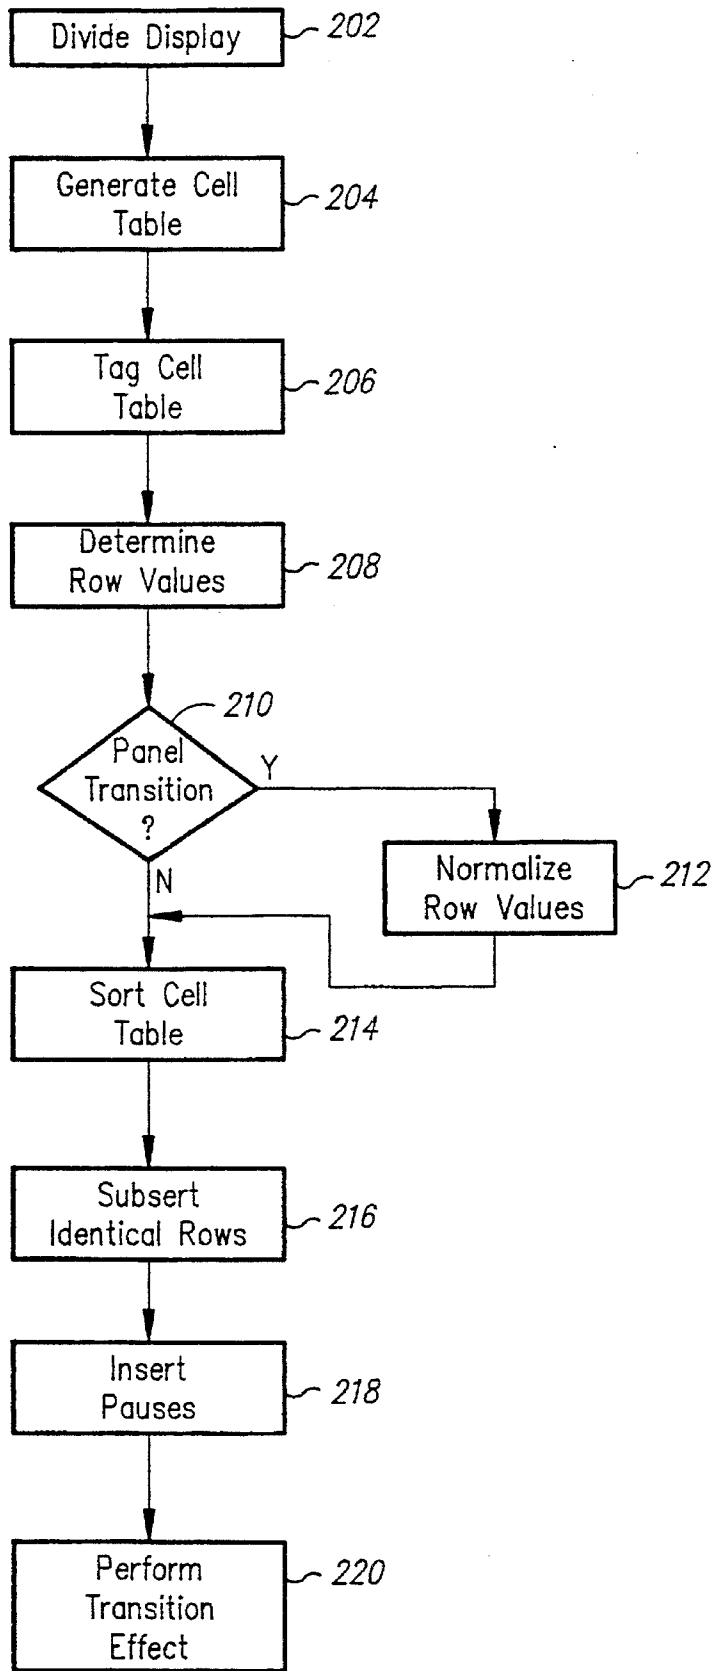 Divide Display
202
Generate Cell
Table
204
Tag Cell
Table
206
Determine
Row Values
208
210
Panel
Transition
?
Y
N
Normalize
Row Values
212
Sort Cell
Table
214
Subsert
Identical Rows
216
Insert
Pauses
218
Perform
Transition
Effect
220